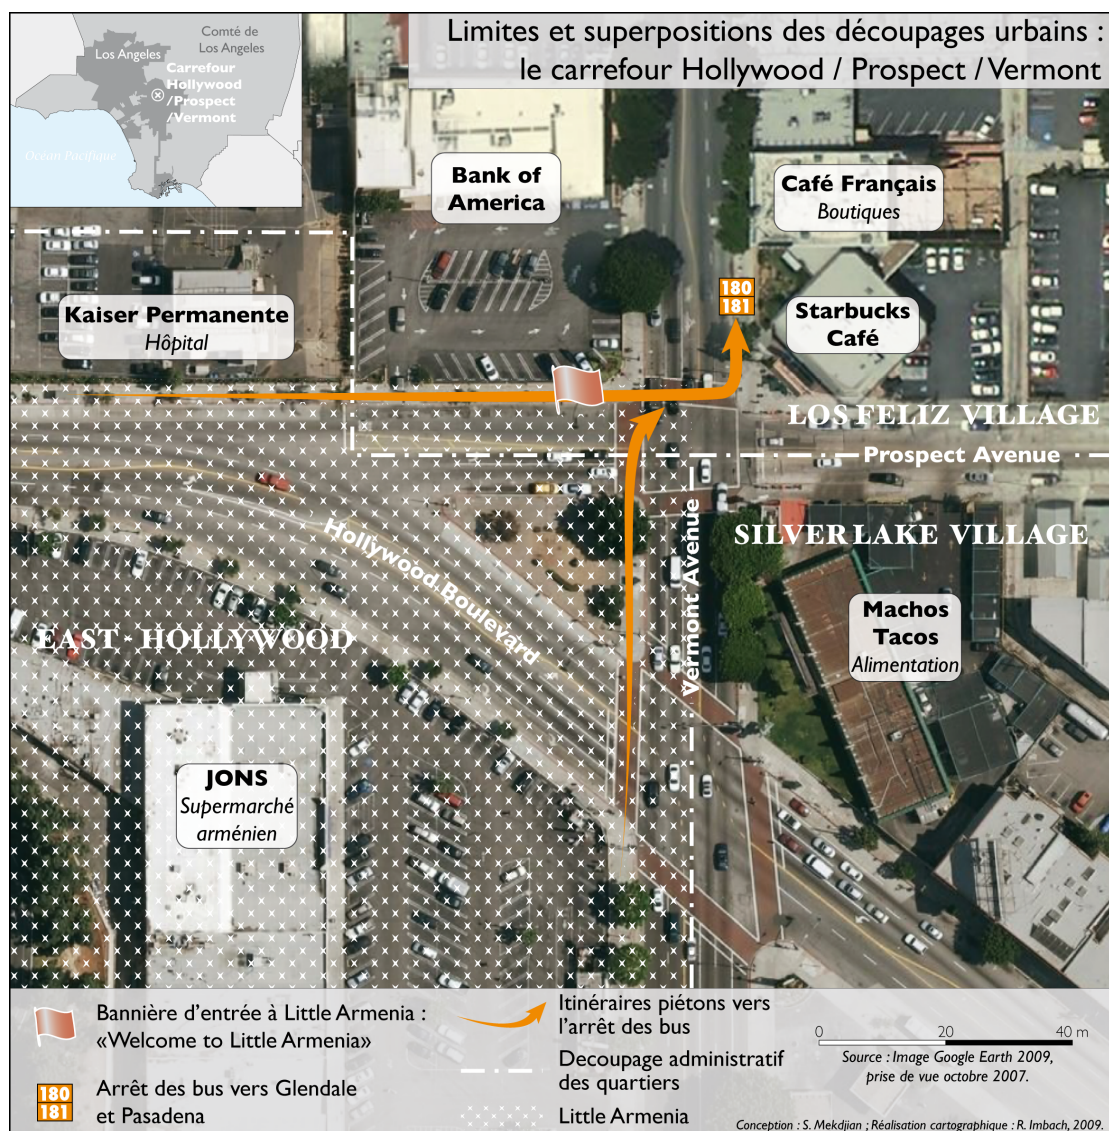 Limites et superpositions des découpages urbains :
le carrefour Hollywood / Prospect / Vermont
Comté de
Los Angeles
Los Angeles
Carrefour
Hollywood
/Prospect
/Vermont
Ocean Pacifique
Bank of
America
Café Français
Boutiques
Kaiser Permanente
Hôpital
180
181
Starbucks
Café
LOS FELIZ VILLAGE
Prospect Avenue
SILVER LAKE VILLAGE
Hollywood Boulevard
Vermont Avenue
Machos
Tacos
Alimentation
EAST - HOLLYWOOD
JONS
Supermarché
arménien
Bannière d'entrée à Little Armenia :
«Welcome to Little Armenia»
180
181
Arrêt des bus vers Glendale
et Pasadena
Itinéraires piétons vers
l'arrêt des bus
Decoupage administratif
des quartiers
Little Armenia
0 20 40 m
Source : Image Google Earth 2009,
prise de vue octobre 2007.
Conception : S. Mekdjian ; Réalisation cartographique : R. Imbach, 2009.